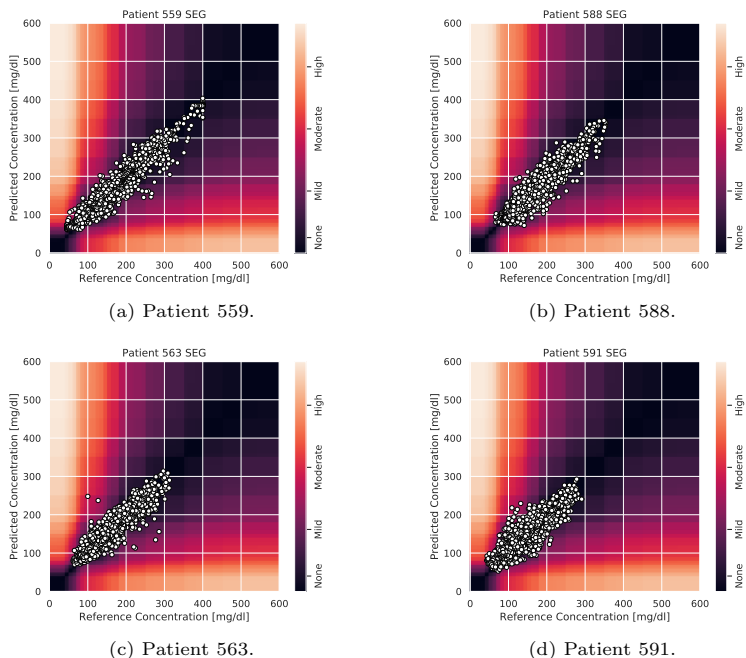 Patient 559 SEG
600
500
400
300
200
100
0
Predicted Concentration [mg/dl]
0 100 200 300 400 500 600
Reference Concentration [mg/dl]
High
Moderate
Mild
None
(a) Patient 559.
Patient 588 SEG
600
500
400
300
200
100
0
Predicted Concentration [mg/dl]
0 100 200 300 400 500 600
Reference Concentration [mg/dl]
High
Moderate
Mild
None
(b) Patient 588.
Patient 563 SEG
600
500
400
300
200
100
0
Predicted Concentration [mg/dl]
0 100 200 300 400 500 600
Reference Concentration [mg/dl]
High
Moderate
Mild
None
(c) Patient 563.
Patient 591 SEG
600
500
400
300
200
100
0
Predicted Concentration [mg/dl]
0 100 200 300 400 500 600
Reference Concentration [mg/dl]
High
Moderate
Mild
None
(d) Patient 591.